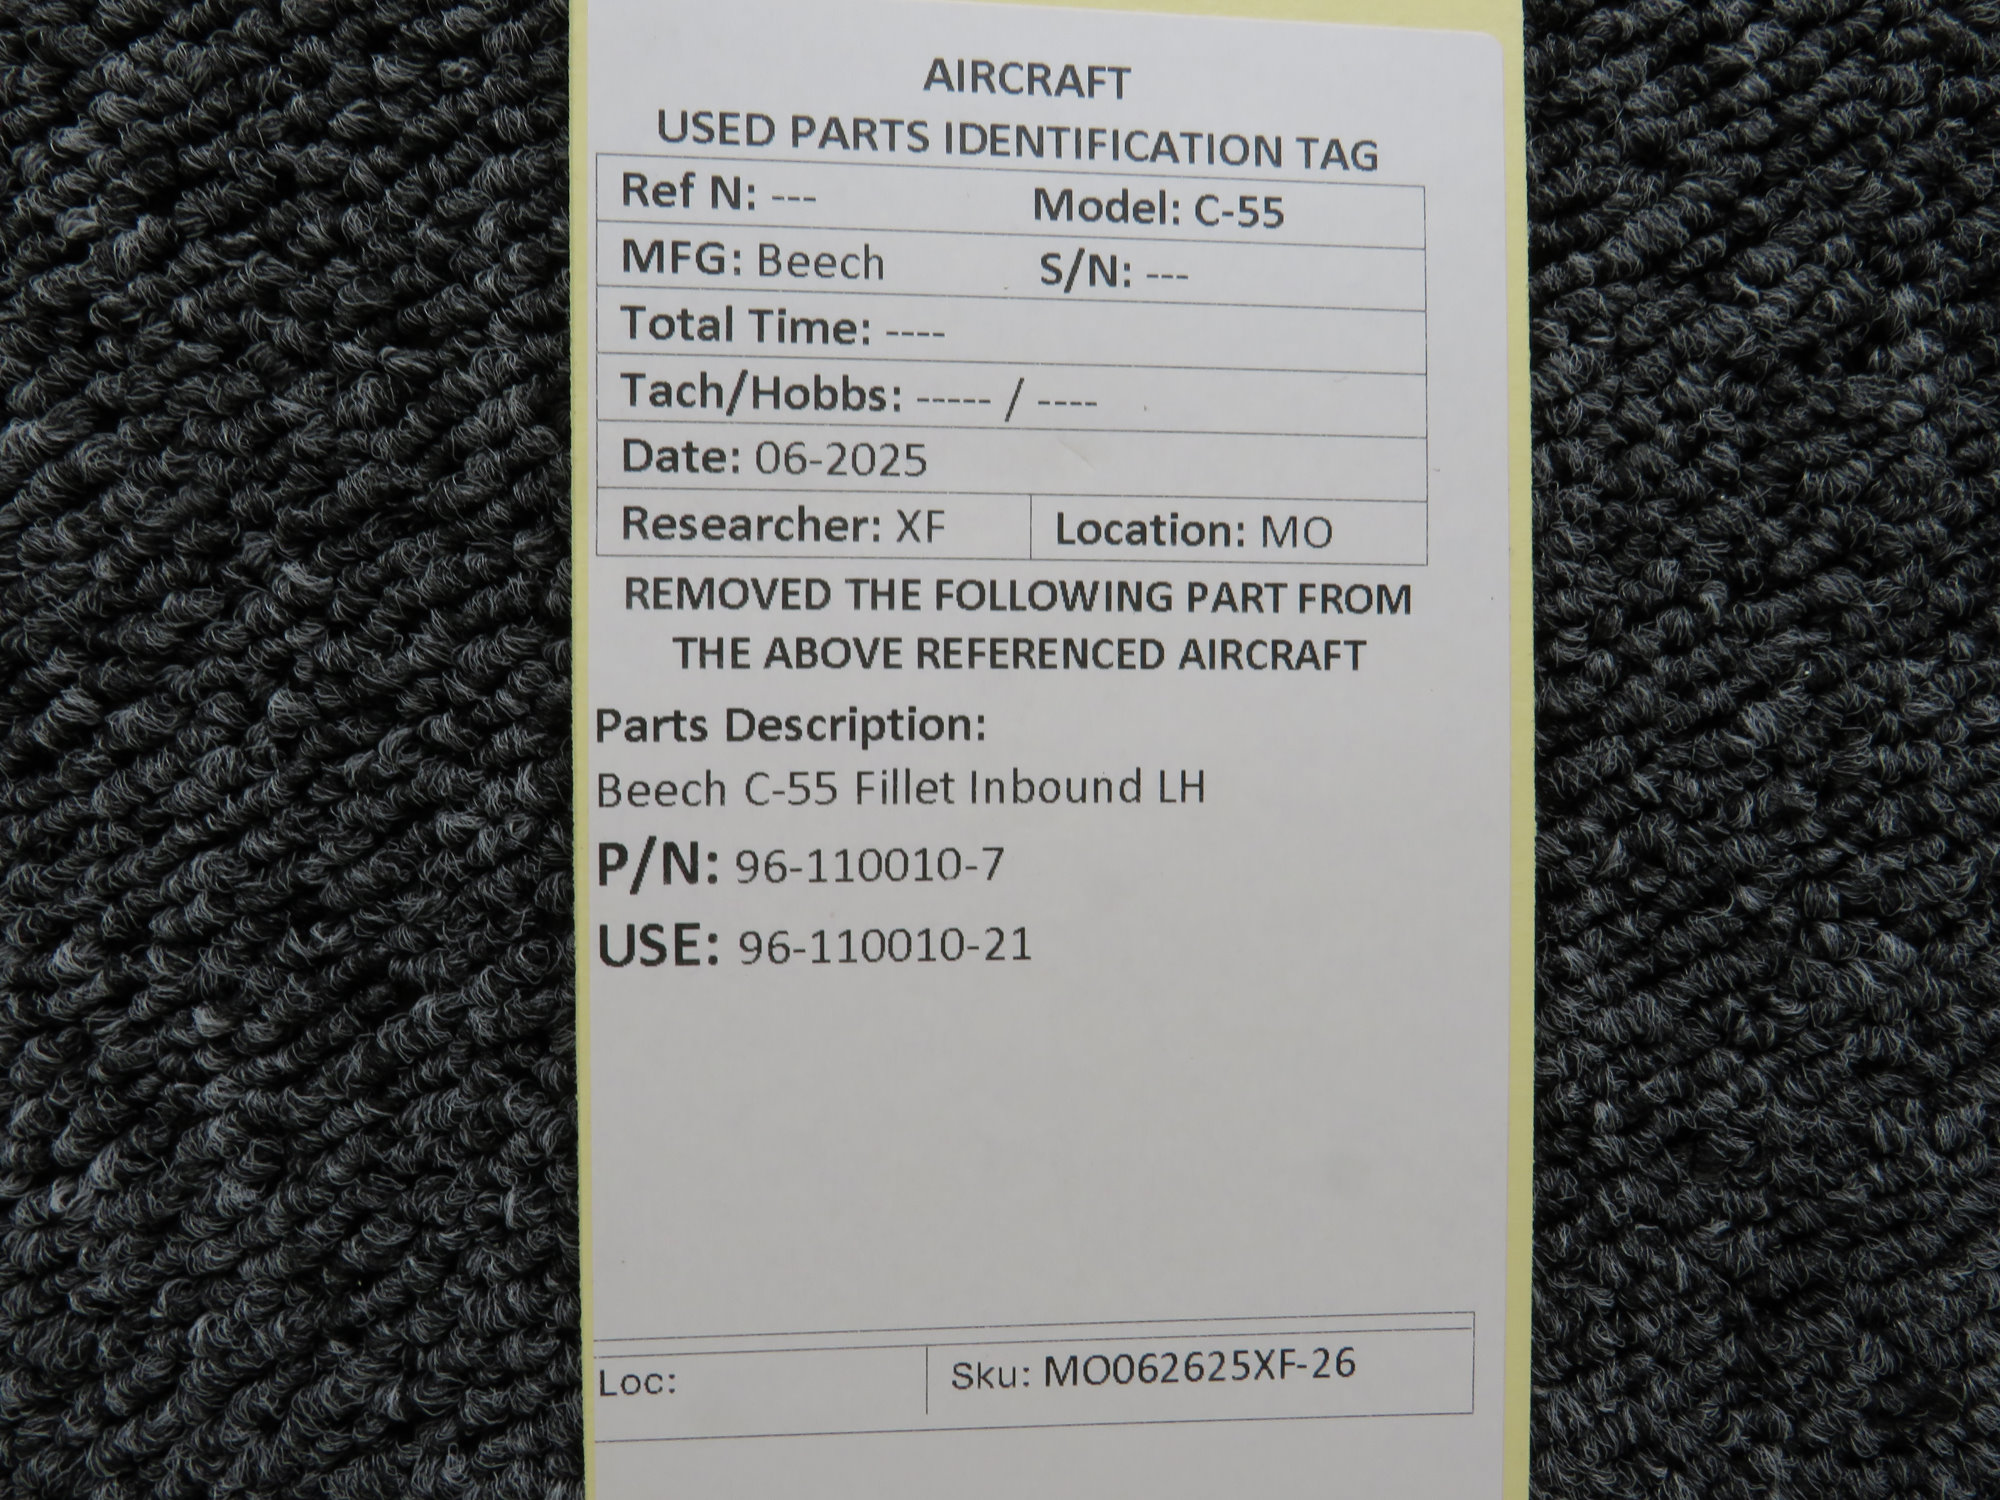 AIRCRAFT
USED PARTS IDENTIFICATION TAG
Ref N: --- Model: C-55
MFG: Beech S/N: ---
Total Time: ----
Tach/Hobbs: ----- / ----
Date: 06-2025
Researcher: XF Location: MO
REMOVED THE FOLLOWING PART FROM
THE ABOVE REFERENCED AIRCRAFT
Parts Description:
Beech C-55 Fillet Inbound LH
P/N: 96-110010-7
USE: 96-110010-21
Loc: Sku: MO062625XF-26